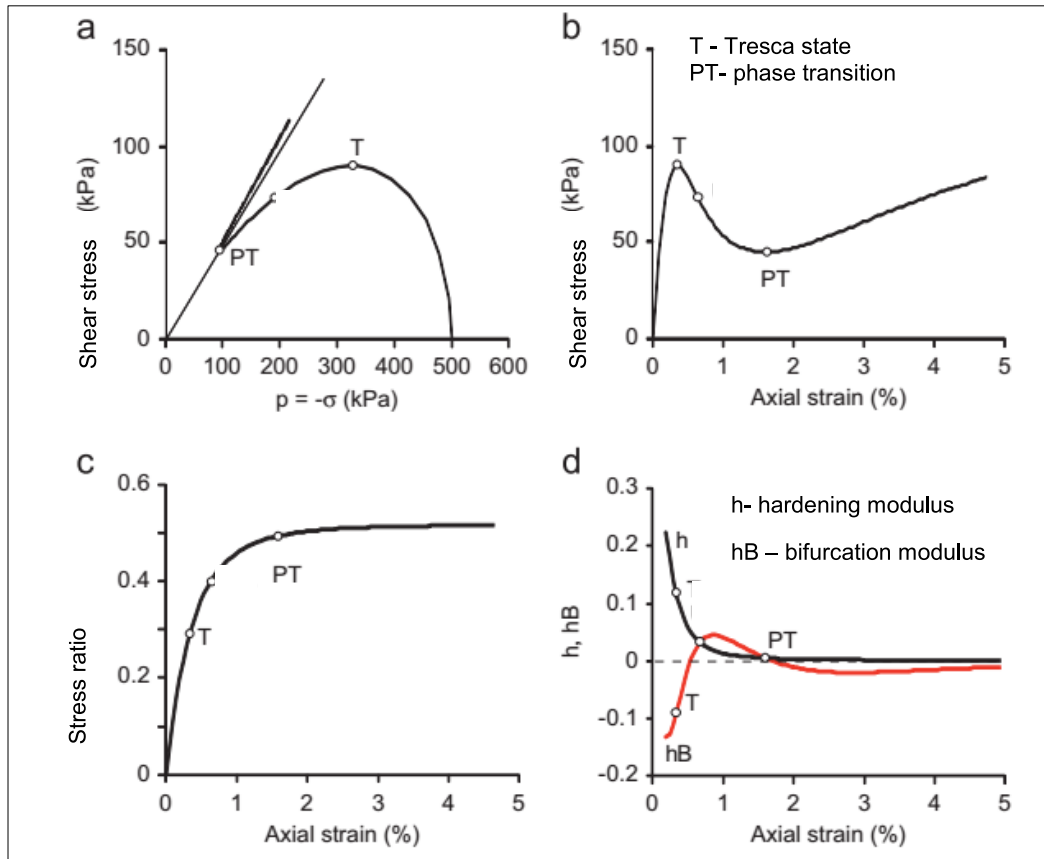 a
150
100
50
0
Shear stress (kPa)
T
PT
0 100 200 300 400 500 600
p = -σ (kPa)
b
T - Tresca state
PT- phase transition
150
100
50
0
Shear stress (kPa)
T
PT
0 1 2 3 4 5
Axial strain (%)
c
0.6
0.4
0.2
0
Stress ratio
T
PT
0 1 2 3 4 5
Axial strain (%)
d
h- hardening modulus
hB – bifurcation modulus
0.3
0.2
0.1
0
-0.1
-0.2
h, hB
h
T
PT
T
hB
0 1 2 3 4 5
Axial strain (%)